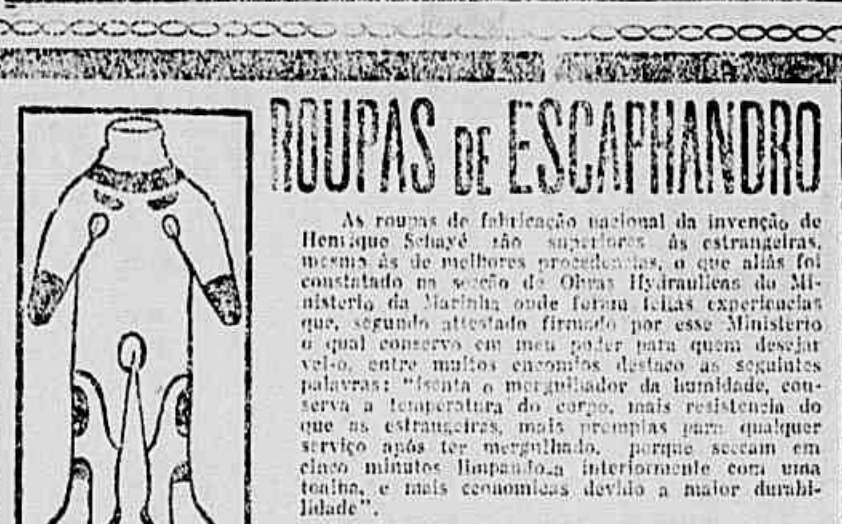 ROUPAS DE ESCAPHANDRO
As roupas de fabricação nacional da invenção de
Henrique Schayé são superiores ás estrangeiras,
mesmo ás de melhores procedencias, o que aliás foi
constatado na secção de Obras Hydraulicas do Mi-
nisterio da Marinha onde foram feitas experiencias
que, segundo attestado firmado por esse Ministerio
o qual conservo em meu poder para quem desejar
vel-o, entre muitos encomios destaco as seguintes
palavras: "Isenta o mergulhador da humidade, con-
serva a temperatura do corpo, mais resistencia do
que as estrangeiras, mais promptas para qualquer
serviço após ter mergulhado, porque seccam em
cinco minutos limpando-a interiormente com uma
toalha, e mais economicas devido a maior durabi-
lidade".